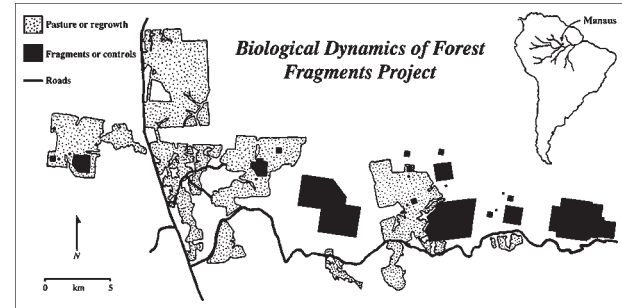 Pasture or regrowth
Fragments or controls
Roads
Biological Dynamics of Forest
Fragments Project
Manaus
N
0 km 5